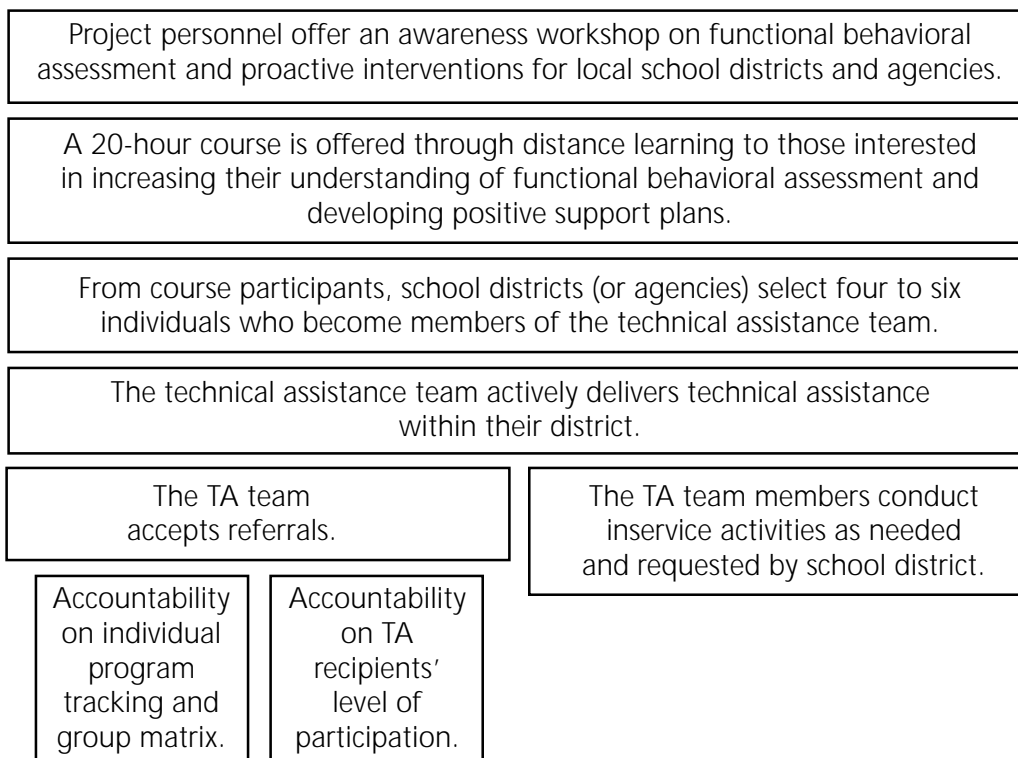 Project personnel offer an awareness workshop on functional behavioral
assessment and proactive interventions for local school districts and agencies.
A 20-hour course is offered through distance learning to those interested
in increasing their understanding of functional behavioral assessment and
developing positive support plans.
From course participants, school districts (or agencies) select four to six
individuals who become members of the technical assistance team.
The technical assistance team actively delivers technical assistance
within their district.
The TA team
accepts referrals.
The TA team members conduct
inservice activities as needed
and requested by school district.
Accountability
on individual
program
tracking and
group matrix.
Accountability
on TA
recipients’
level of
participation.